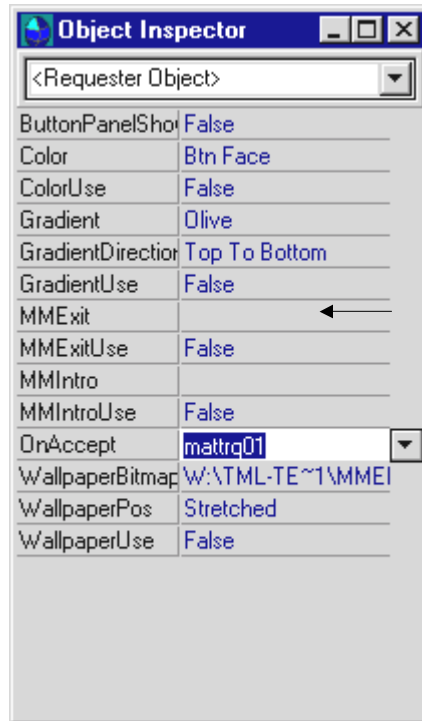 Object Inspector
<Requester Object>
ButtonPanelSho False
Color Btn Face
ColorUse False
Gradient Olive
GradientDirection Top To Bottom
GradientUse False
MMExit
MMExitUse False
MMIntro
MMIntroUse False
OnAccept mattrq01
WallpaperBitmap W:\TML-TE~1\MMEI
WallpaperPos Stretched
WallpaperUse False